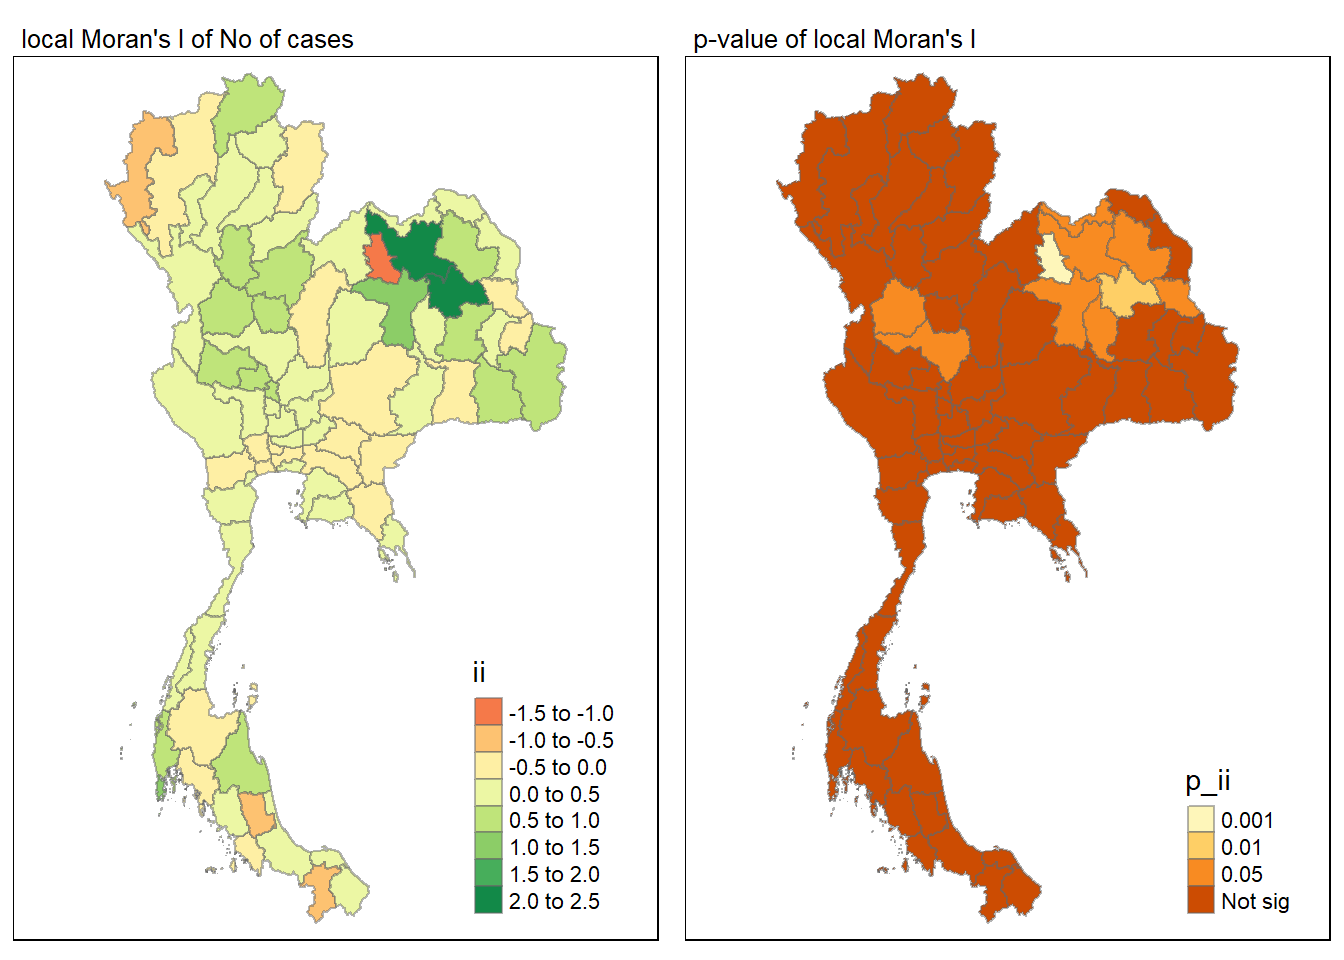 local Moran's I of No of cases
ii
-1.5 to -1.0
-1.0 to -0.5
-0.5 to 0.0
0.0 to 0.5
0.5 to 1.0
1.0 to 1.5
1.5 to 2.0
2.0 to 2.5
p-value of local Moran's I
p_ii
0.001
0.01
0.05
Not sig